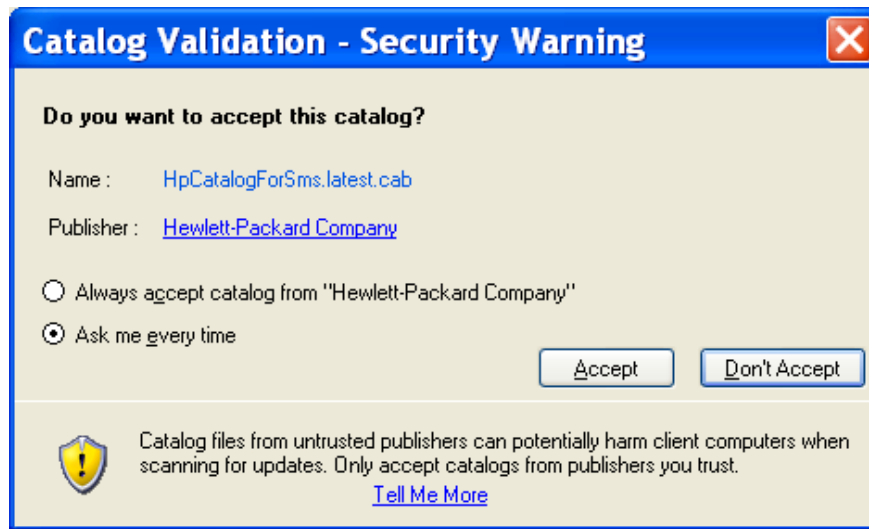 Catalog Validation - Security Warning
Do you want to accept this catalog?
Name : HpCatalogForSms.latest.cab
Publisher : Hewlett-Packard Company
Always accept catalog from "Hewlett-Packard Company"
Ask me every time
Accept Don't Accept
Catalog files from untrusted publishers can potentially harm client computers when
scanning for updates. Only accept catalogs from publishers you trust.
Tell Me More